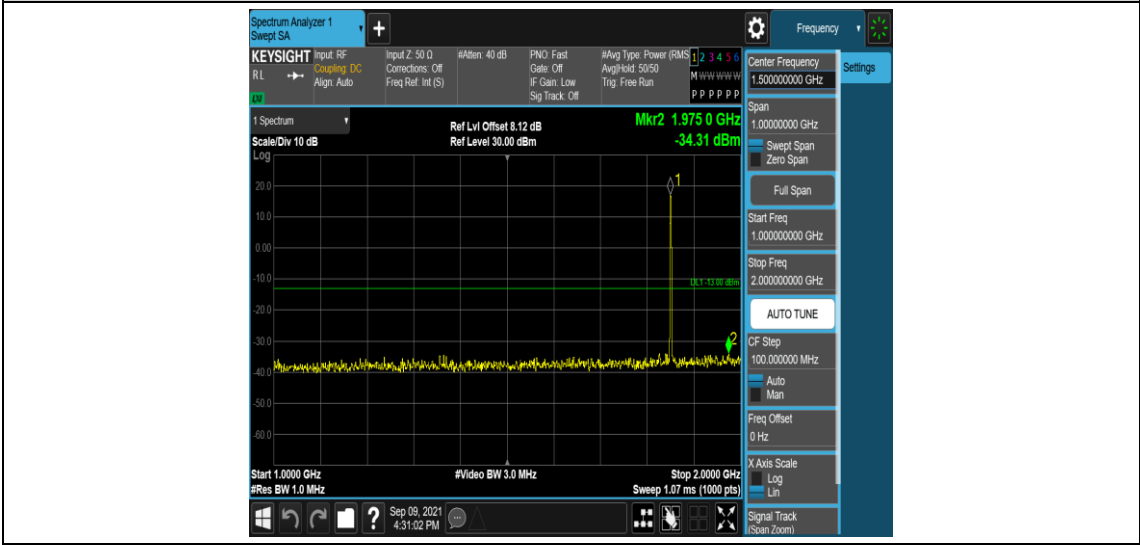 Spectrum Analyzer 1
Swept SA
Frequency
KEYSIGHT
RL
Input: RF
Coupling: DC
Align: Auto
Input Z: 50 Ω
Corrections: Off
Freq Ref: Int (S)
#Atten: 40 dB
PNO: Fast
Gate: Off
IF Gain: Low
Sig Track: Off
#Avg Type: Power (RMS
Avg|Hold: 50/50
Trig: Free Run
1 2 3 4 5 6
M W W W W W
P P P P P P
1 Spectrum
Scale/Div 10 dB
Log
Ref Lvl Offset 8.12 dB
Ref Level 30.00 dBm
Mkr2 1.975 0 GHz
-34.31 dBm
20.0
10.0
0.00
-10.0
-20.0
-30.0
-40.0
-50.0
-60.0
1
DL1 -13.00 dBm
2
Start 1.0000 GHz
#Res BW 1.0 MHz
#Video BW 3.0 MHz
Stop 2.0000 GHz
Sweep 1.07 ms (1000 pts)
Sep 09, 2021
4:31:02 PM
Center Frequency
1.500000000 GHz
Settings
Span
1.00000000 GHz
Swept Span
Zero Span
Full Span
Start Freq
1.000000000 GHz
Stop Freq
2.000000000 GHz
AUTO TUNE
CF Step
100.000000 MHz
Auto
Man
Freq Offset
0 Hz
X Axis Scale
Log
Lin
Signal Track
(Span Zoom)